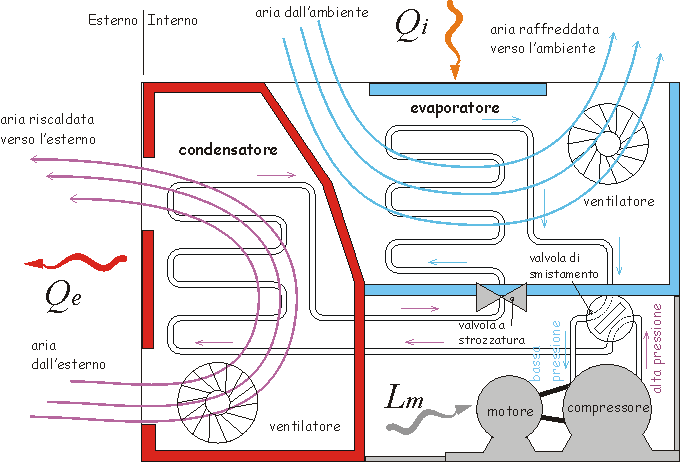 Esterno
Interno
aria dall'ambiente
Qi
aria raffreddata
verso l'ambiente
aria riscaldata
verso l'esterno
condensatore
evaporatore
ventilatore
valvola di
smistamento
Qe
valvola a
strozzatura
bassa
pressione
alta pressione
aria
dall'esterno
Lm
motore
compressore
ventilatore